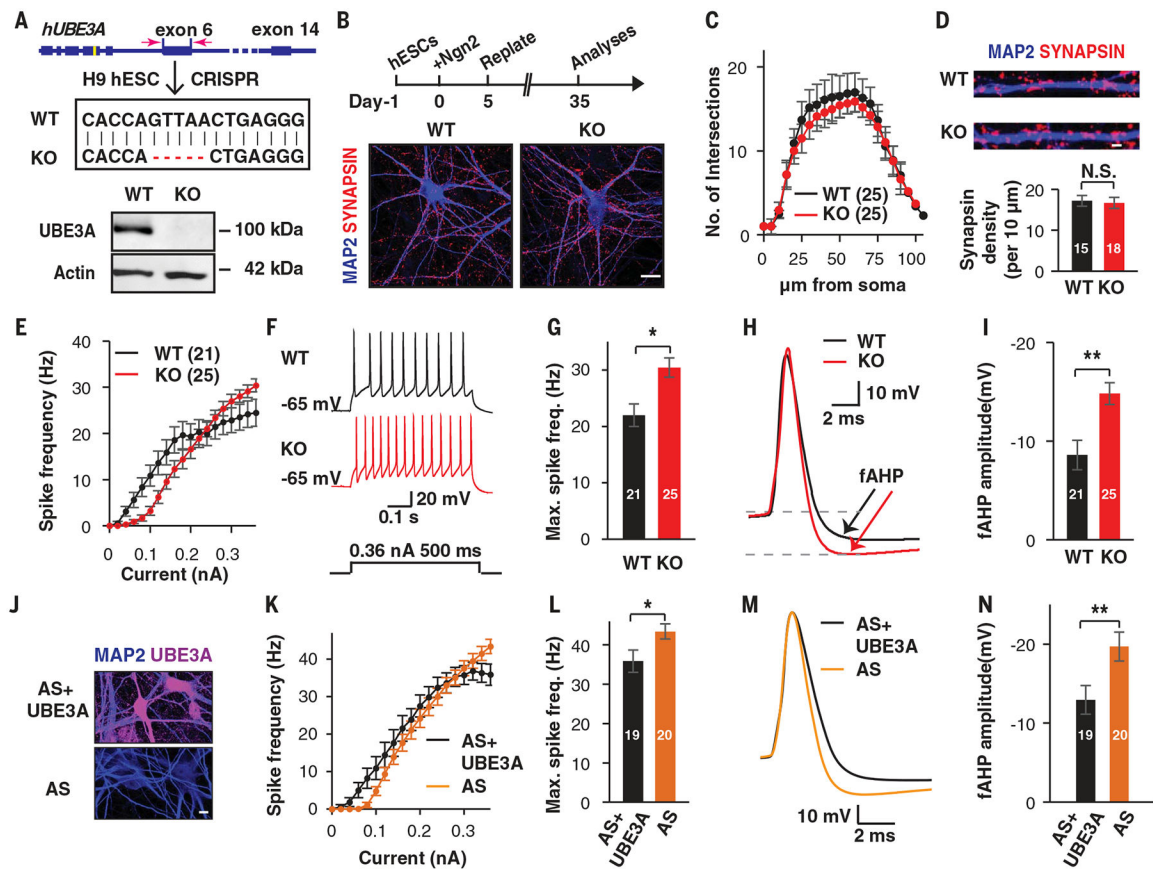 A
hUBE3A
exon 6
exon 14
H9 hESC
CRISPR
WT
CACCAGTTAACTGAGGG
KO
CACCA-----CTGAGGG
WT KO
UBE3A
100 kDa
Actin
42 kDa
B
hESCs
+Ngn2
Replate
Analyses
Day-1
0
5
35
WT
KO
MAP2 SYNAPSIN
C
No. of Intersections
20
10
0
WT (25)
KO (25)
0
25
50
75
100
µm from soma
D
MAP2 SYNAPSIN
WT
KO
N.S.
Synapsin
density
(per 10 µm)
20
10
0
15
18
WT KO
E
Spike frequency (Hz)
40
30
20
10
0
WT (21)
KO (25)
0
0.1
0.2
0.3
Current (nA)
F
WT
-65 mV
KO
-65 mV
20 mV
0.1 s
0.36 nA 500 ms
G
*
Max. spike freq. (Hz)
30
20
10
0
21
25
WT KO
H
WT
KO
10 mV
2 ms
fAHP
I
**
fAHP amplitude(mV)
-20
-10
0
21
25
WT KO
J
MAP2 UBE3A
AS+
UBE3A
AS
K
Spike frequency (Hz)
40
30
20
10
0
AS+
UBE3A
AS
0
0.1
0.2
0.3
Current (nA)
L
*
Max. spike freq. (Hz)
40
30
20
10
0
19
20
AS+
UBE3A
AS
M
AS+
UBE3A
AS
10 mV
2 ms
N
**
fAHP amplitude(mV)
-20
-10
0
19
20
AS+
UBE3A
AS